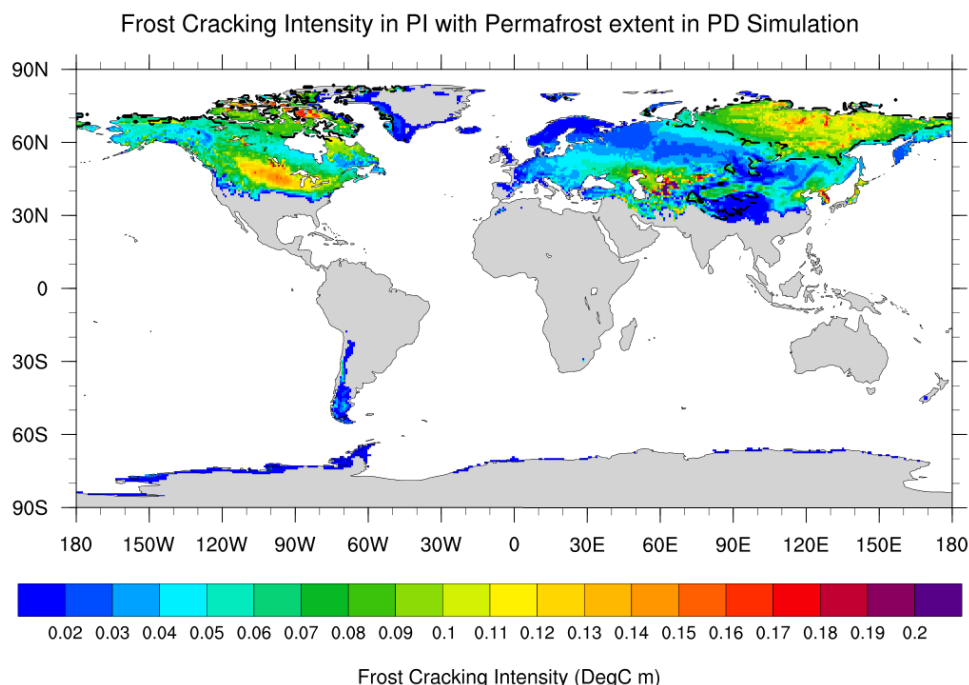 Frost Cracking Intensity in PI with Permafrost extent in PD Simulation
90N
60N
30N
0
30S
60S
90S
180 150W 120W 90W 60W 30W 0 30E 60E 90E 120E 150E 180
0.02 0.03 0.04 0.05 0.06 0.07 0.08 0.09 0.1 0.11 0.12 0.13 0.14 0.15 0.16 0.17 0.18 0.19 0.2
Frost Cracking Intensity (DegC m)